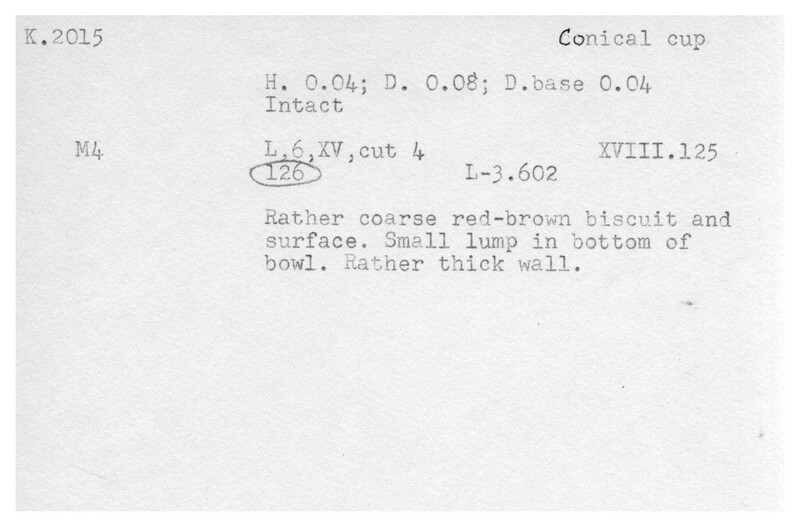 K.2015 Conical cup
H. 0.04; D. 0.08; D.base 0.04
Intact
M4 L,6,XV,cut 4 XVIII.125
126 L-3.602
Rather coarse red-brown biscuit and
surface. Small lump in bottom of
bowl. Rather thick wall.